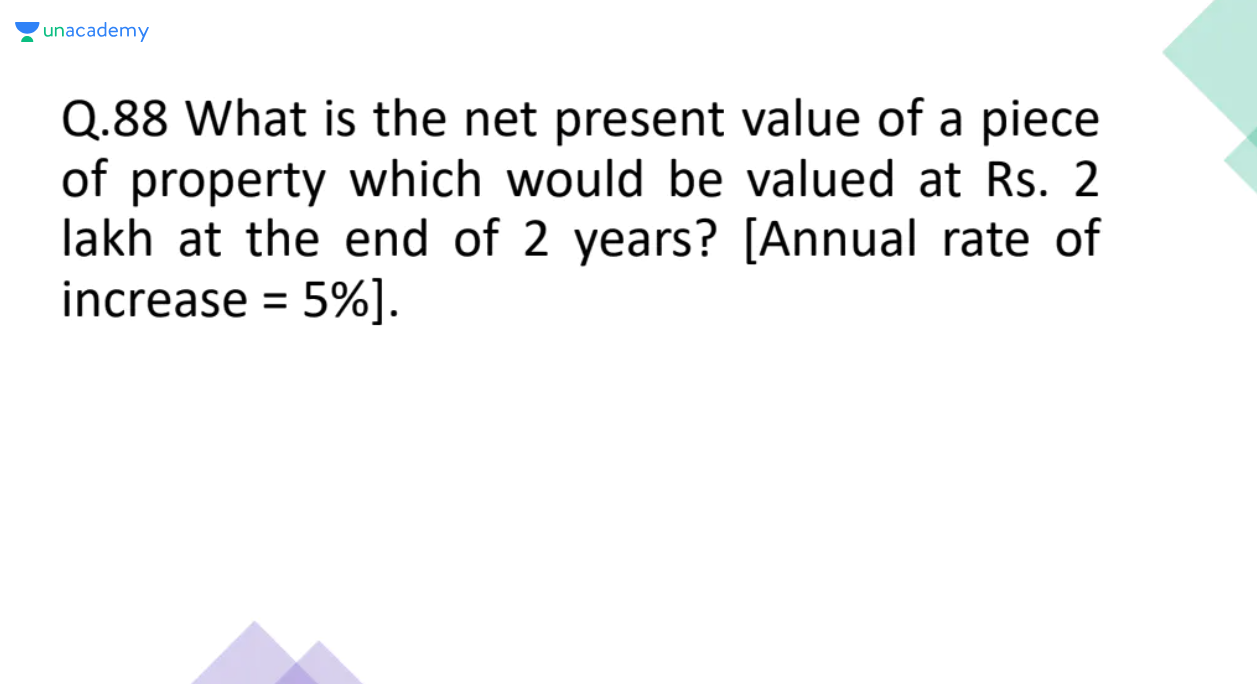 unacademy
Q.88 What is the net present value of a piece
of property which would be valued at Rs. 2
lakh at the end of 2 years? [Annual rate of
increase = 5%].